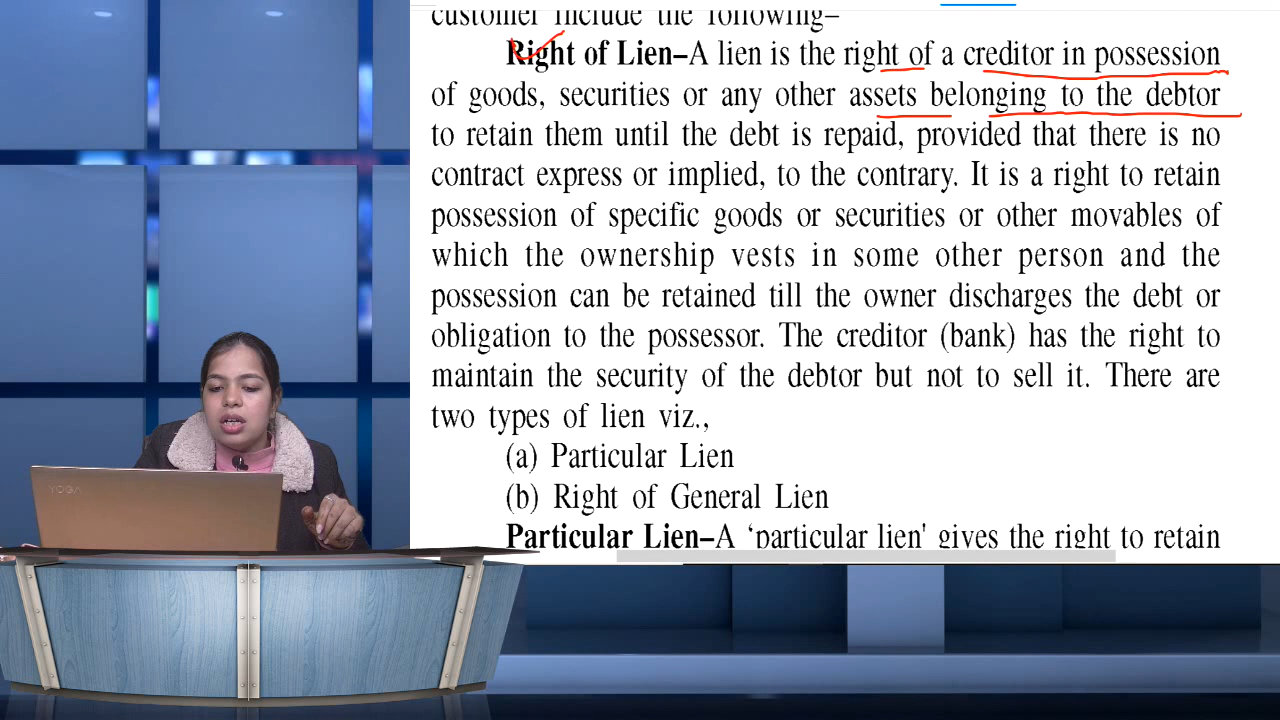 customer include the following–
Right of Lien–A lien is the right of a creditor in possession
of goods, securities or any other assets belonging to the debtor
to retain them until the debt is repaid, provided that there is no
contract express or implied, to the contrary. It is a right to retain
possession of specific goods or securities or other movables of
which the ownership vests in some other person and the
possession can be retained till the owner discharges the debt or
obligation to the possessor. The creditor (bank) has the right to
maintain the security of the debtor but not to sell it. There are
two types of lien viz.,
(a) Particular Lien
(b) Right of General Lien
Particular Lien–A ‘particular lien' gives the right to retain
YOGA